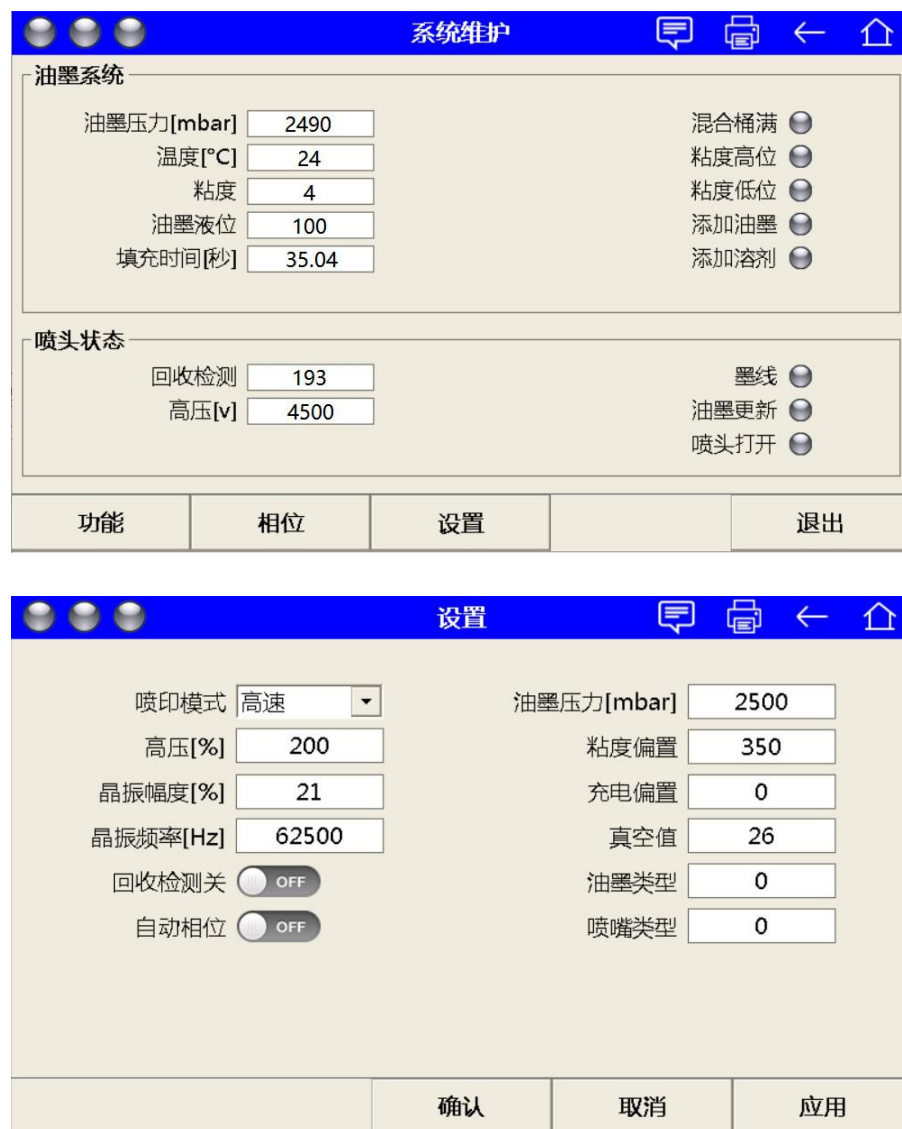 系统维护
油墨系统
油墨压力[mbar] 2490 混合桶满
温度[°C] 24 粘度高位
粘度 4 粘度低位
油墨液位 100 添加油墨
填充时间[秒] 35.04 添加溶剂
喷头状态
回收检测 193 墨线
高压[v] 4500 油墨更新
喷头打开
功能 相位 设置 退出
设置
喷印模式 高速 油墨压力[mbar] 2500
高压[%] 200 粘度偏置 350
晶振幅度[%] 21 充电偏置 0
晶振频率[Hz] 62500 真空值 26
回收检测关 OFF 油墨类型 0
自动相位 OFF 喷嘴类型 0
确认 取消 应用